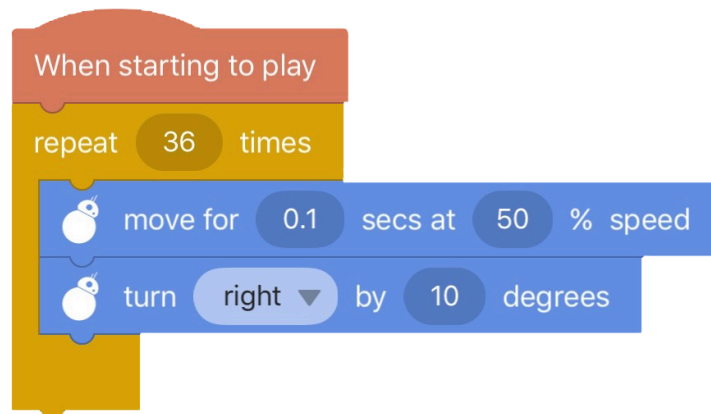 When starting to play
repeat 36 times
move for 0.1 secs at 50 % speed
turn right by 10 degrees